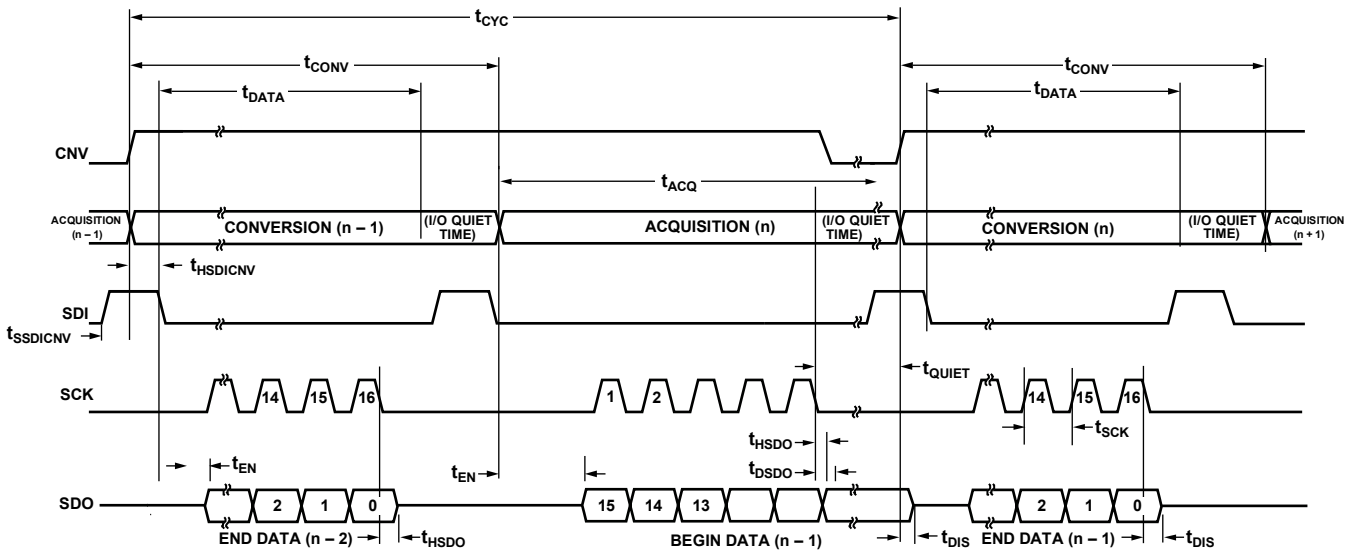 tCYC
tCONV
tCONV
tDATA
tDATA
CNV
tACQ
ACQUISITION
(n – 1)
CONVERSION (n – 1)
(I/O QUIET
TIME)
ACQUISITION (n)
(I/O QUIET
TIME)
CONVERSION (n)
(I/O QUIET
TIME)
ACQUISITION
(n + 1)
tHSDICNV
SDI
tSSDICNV
tQUIET
SCK
14 15 16
1 2
14 15 16
tSCK
tHSDO
tEN
tEN
tDSDO
SDO
2 1 0
15 14 13
2 1 0
END DATA (n – 2)
tHSDO
BEGIN DATA (n – 1)
tDIS
END DATA (n – 1)
tDIS